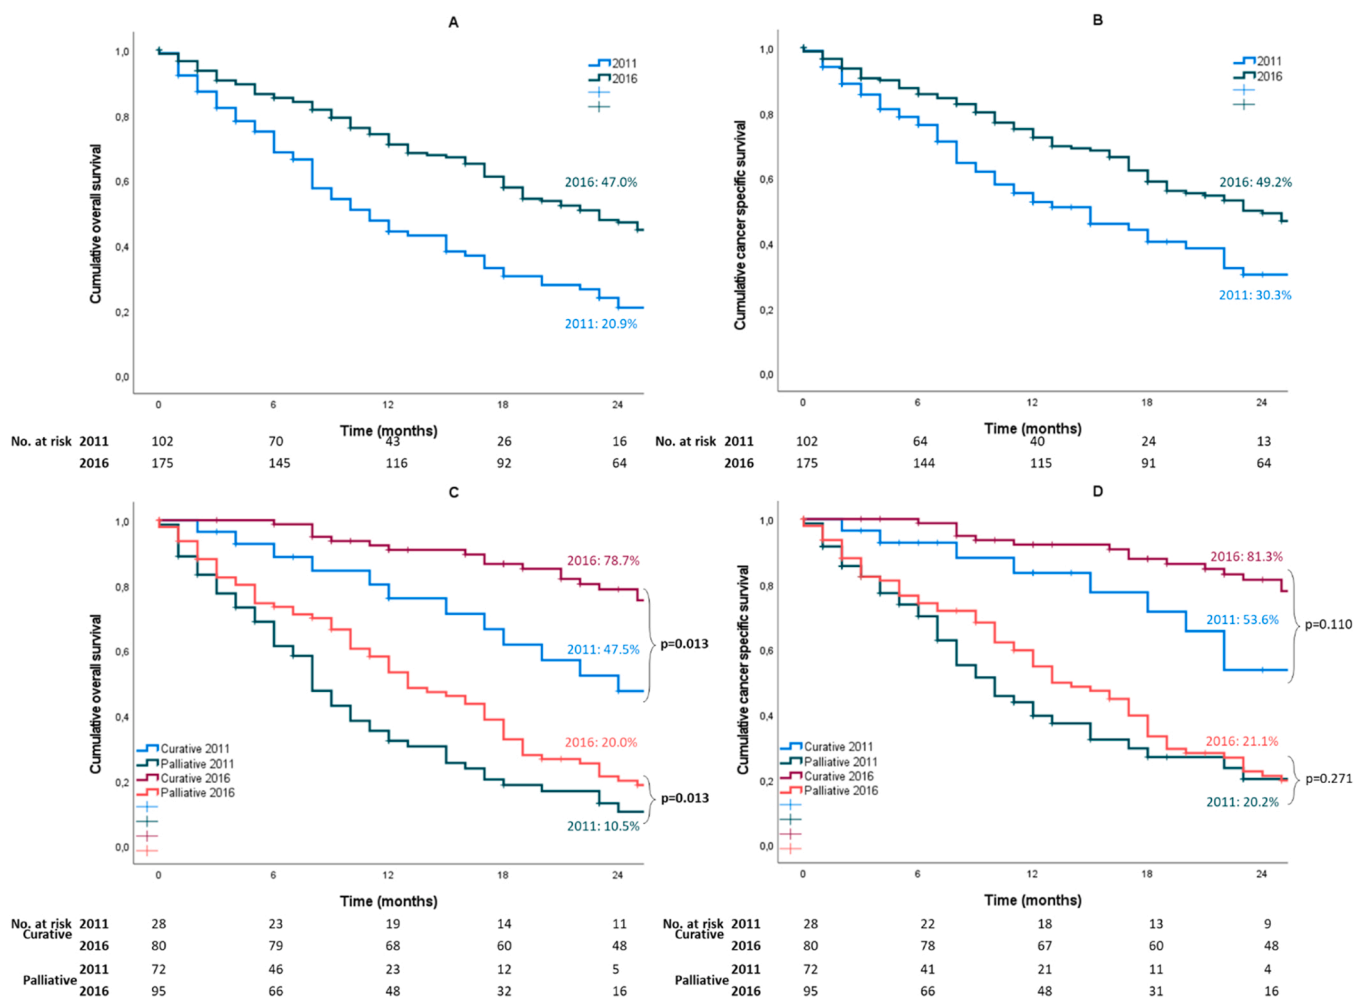 A
1,0
0,8
0,6
0,4
0,2
0,0
Cumulative overall survival
2011
2016
2016: 47.0%
2011: 20.9%
0 6 12 18 24
Time (months)
No. at risk 2011 102 70 43 26 16
2016 175 145 116 92 64
B
1,0
0,8
0,6
0,4
0,2
0,0
Cumulative cancer specific survival
2011
2016
2016: 49.2%
2011: 30.3%
0 6 12 18 24
Time (months)
No. at risk 2011 102 64 40 24 13
2016 175 144 115 91 64
C
1,0
0,8
0,6
0,4
0,2
0,0
Cumulative overall survival
2016: 78.7%
2011: 47.5%
p=0.013
2016: 20.0%
p=0.013
2011: 10.5%
Curative 2011
Palliative 2011
Curative 2016
Palliative 2016
0 6 12 18 24
Time (months)
No. at risk 2011 28 23 19 14 11
Curative
2016 80 79 68 60 48
2011 72 46 23 12 5
Palliative
2016 95 66 48 32 16
D
1,0
0,8
0,6
0,4
0,2
0,0
Cumulative cancer specific survival
2016: 81.3%
2011: 53.6%
p=0.110
2016: 21.1%
p=0.271
2011: 20.2%
Curative 2011
Palliative 2011
Curative 2016
Palliative 2016
0 6 12 18 24
Time (months)
No. at risk 2011 28 22 18 13 9
Curative
2016 80 78 67 60 48
2011 72 41 21 11 4
Palliative
2016 95 66 48 31 16